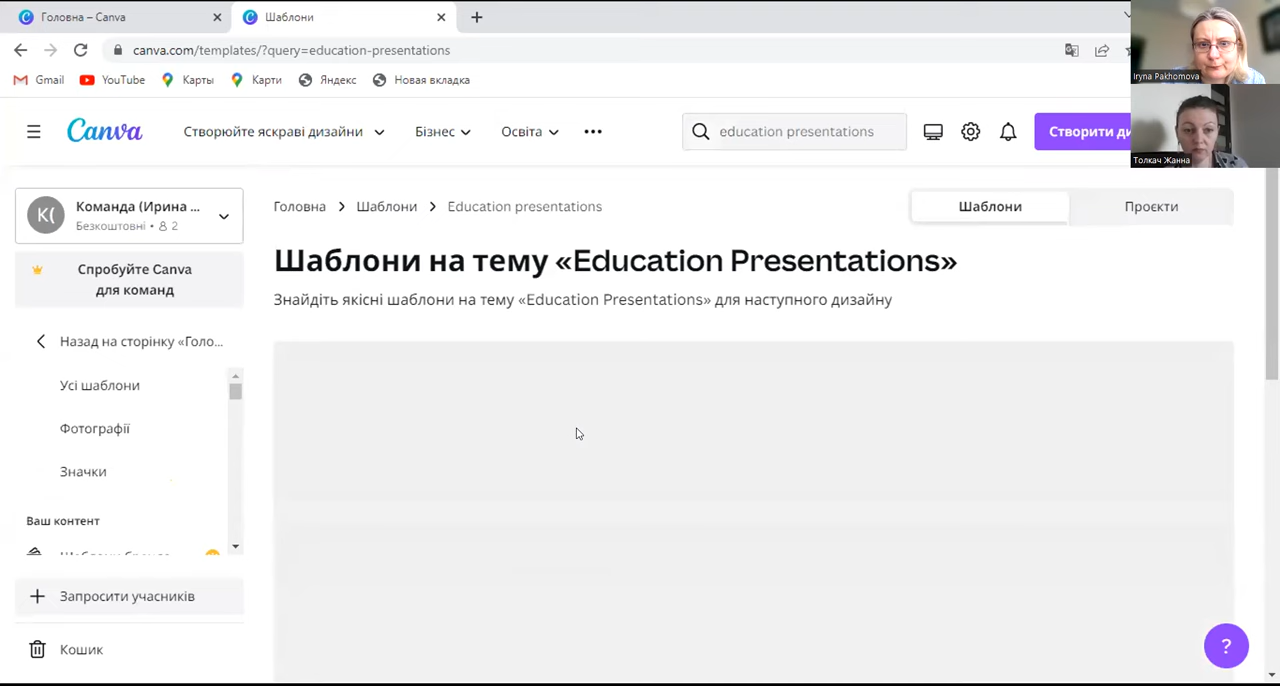 Головна – Canva
Шаблони
canva.com/templates/?query=education-presentations
Gmail
YouTube
Карты
Карти
Яндекс
Новая вкладка
Iryna Pakhomova
Толкач Жанна
Canva
Створюйте яскраві дизайни
Бізнес
Освіта
education presentations
Створити ди
К(
Команда (Ирина ...
Безкоштовні • 2
Спробуйте Canva
для команд
Назад на сторінку «Голо...
Усі шаблони
Фотографії
Значки
Ваш контент
Запросити учасників
Кошик
Головна > Шаблони > Education presentations
Шаблони
Проєкти
Шаблони на тему «Education Presentations»
Знайдіть якісні шаблони на тему «Education Presentations» для наступного дизайну
?